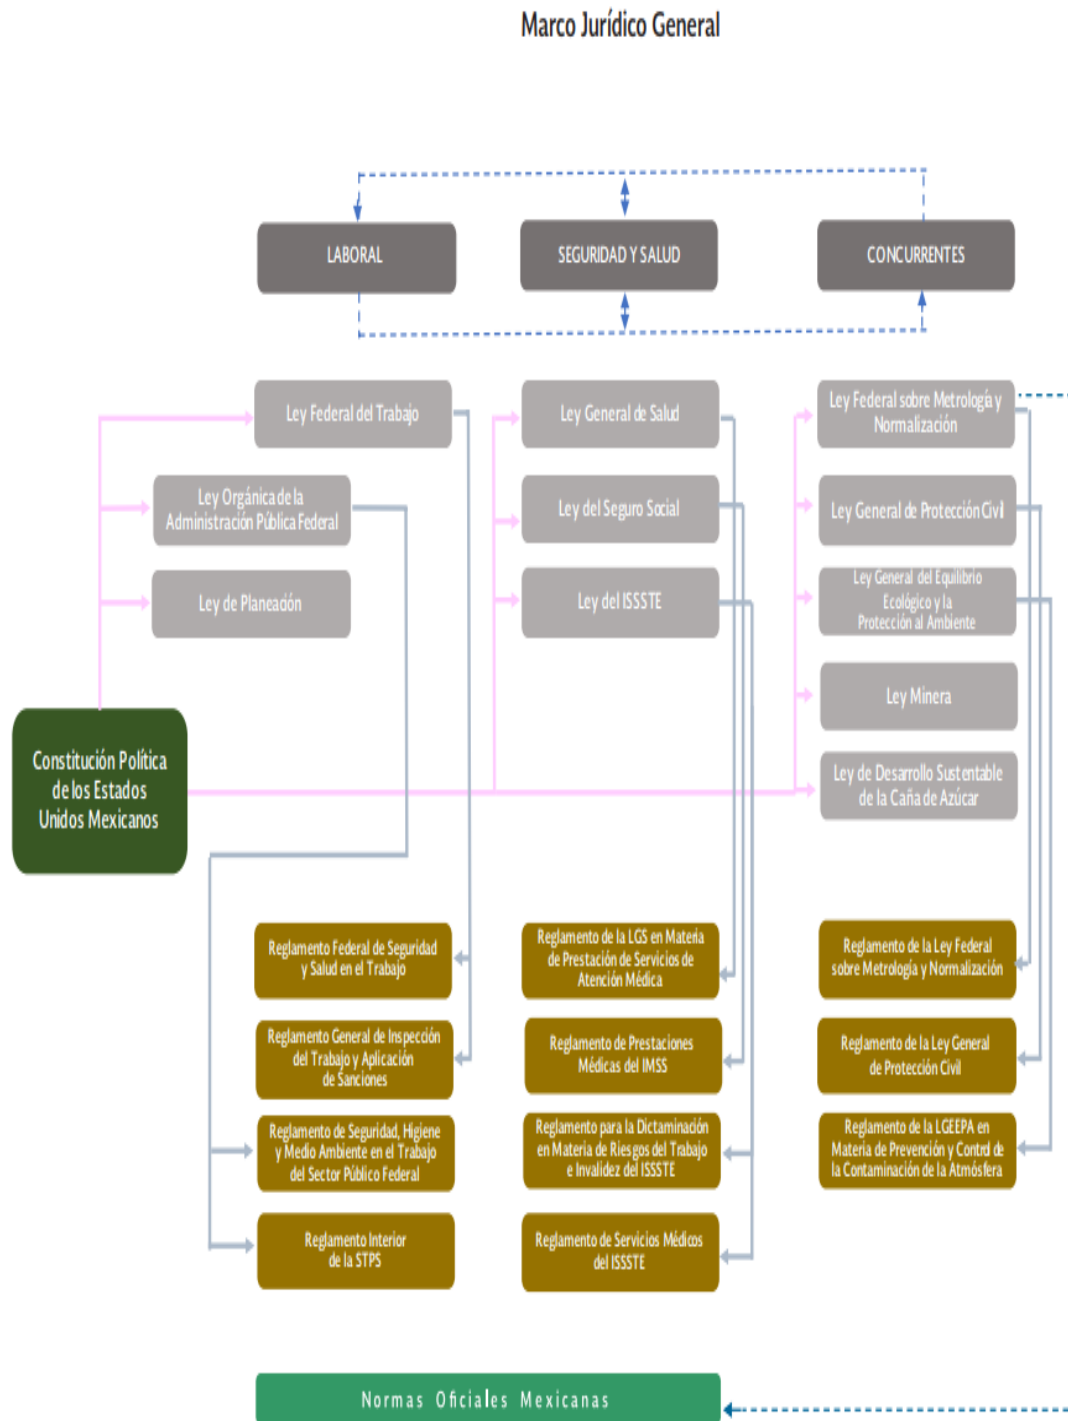 Marco Jurídico General
LABORAL
SEGURIDAD Y SALUD
CONCURRENTES
Ley Federal del Trabajo
Ley Orgánica de la
Administración Pública Federal
Ley de Planeación
Ley General de Salud
Ley del Seguro Social
Ley del ISSSTE
Ley Federal sobre Metrología y
Normalización
Ley General de Protección Civil
Ley General del Equilibrio
Ecológico y la
Protección al Ambiente
Ley Minera
Ley de Desarrollo Sustentable
de la Caña de Azúcar
Constitución Política
de los Estados
Unidos Mexicanos
Reglamento Federal de Seguridad
y Salud en el Trabajo
Reglamento General de Inspección
del Trabajo y Aplicación
de Sanciones
Reglamento de Seguridad, Higiene
y Medio Ambiente en el Trabajo
del Sector Público Federal
Reglamento Interior
de la STPS
Reglamento de la LGS en Materia
de Prestación de Servicios de
Atención Médica
Reglamento de Prestaciones
Médicas del IMSS
Reglamento para la Dictaminación
en Materia de Riesgos del Trabajo
e Invalidez del ISSSTE
Reglamento de Servicios Médicos
del ISSSTE
Reglamento de la Ley Federal
sobre Metrología y Normalización
Reglamento de la Ley General
de Protección Civil
Reglamento de la LGEEPA en
Materia de Prevención y Control de
la Contaminación de la Atmósfera
Normas Oficiales Mexicanas